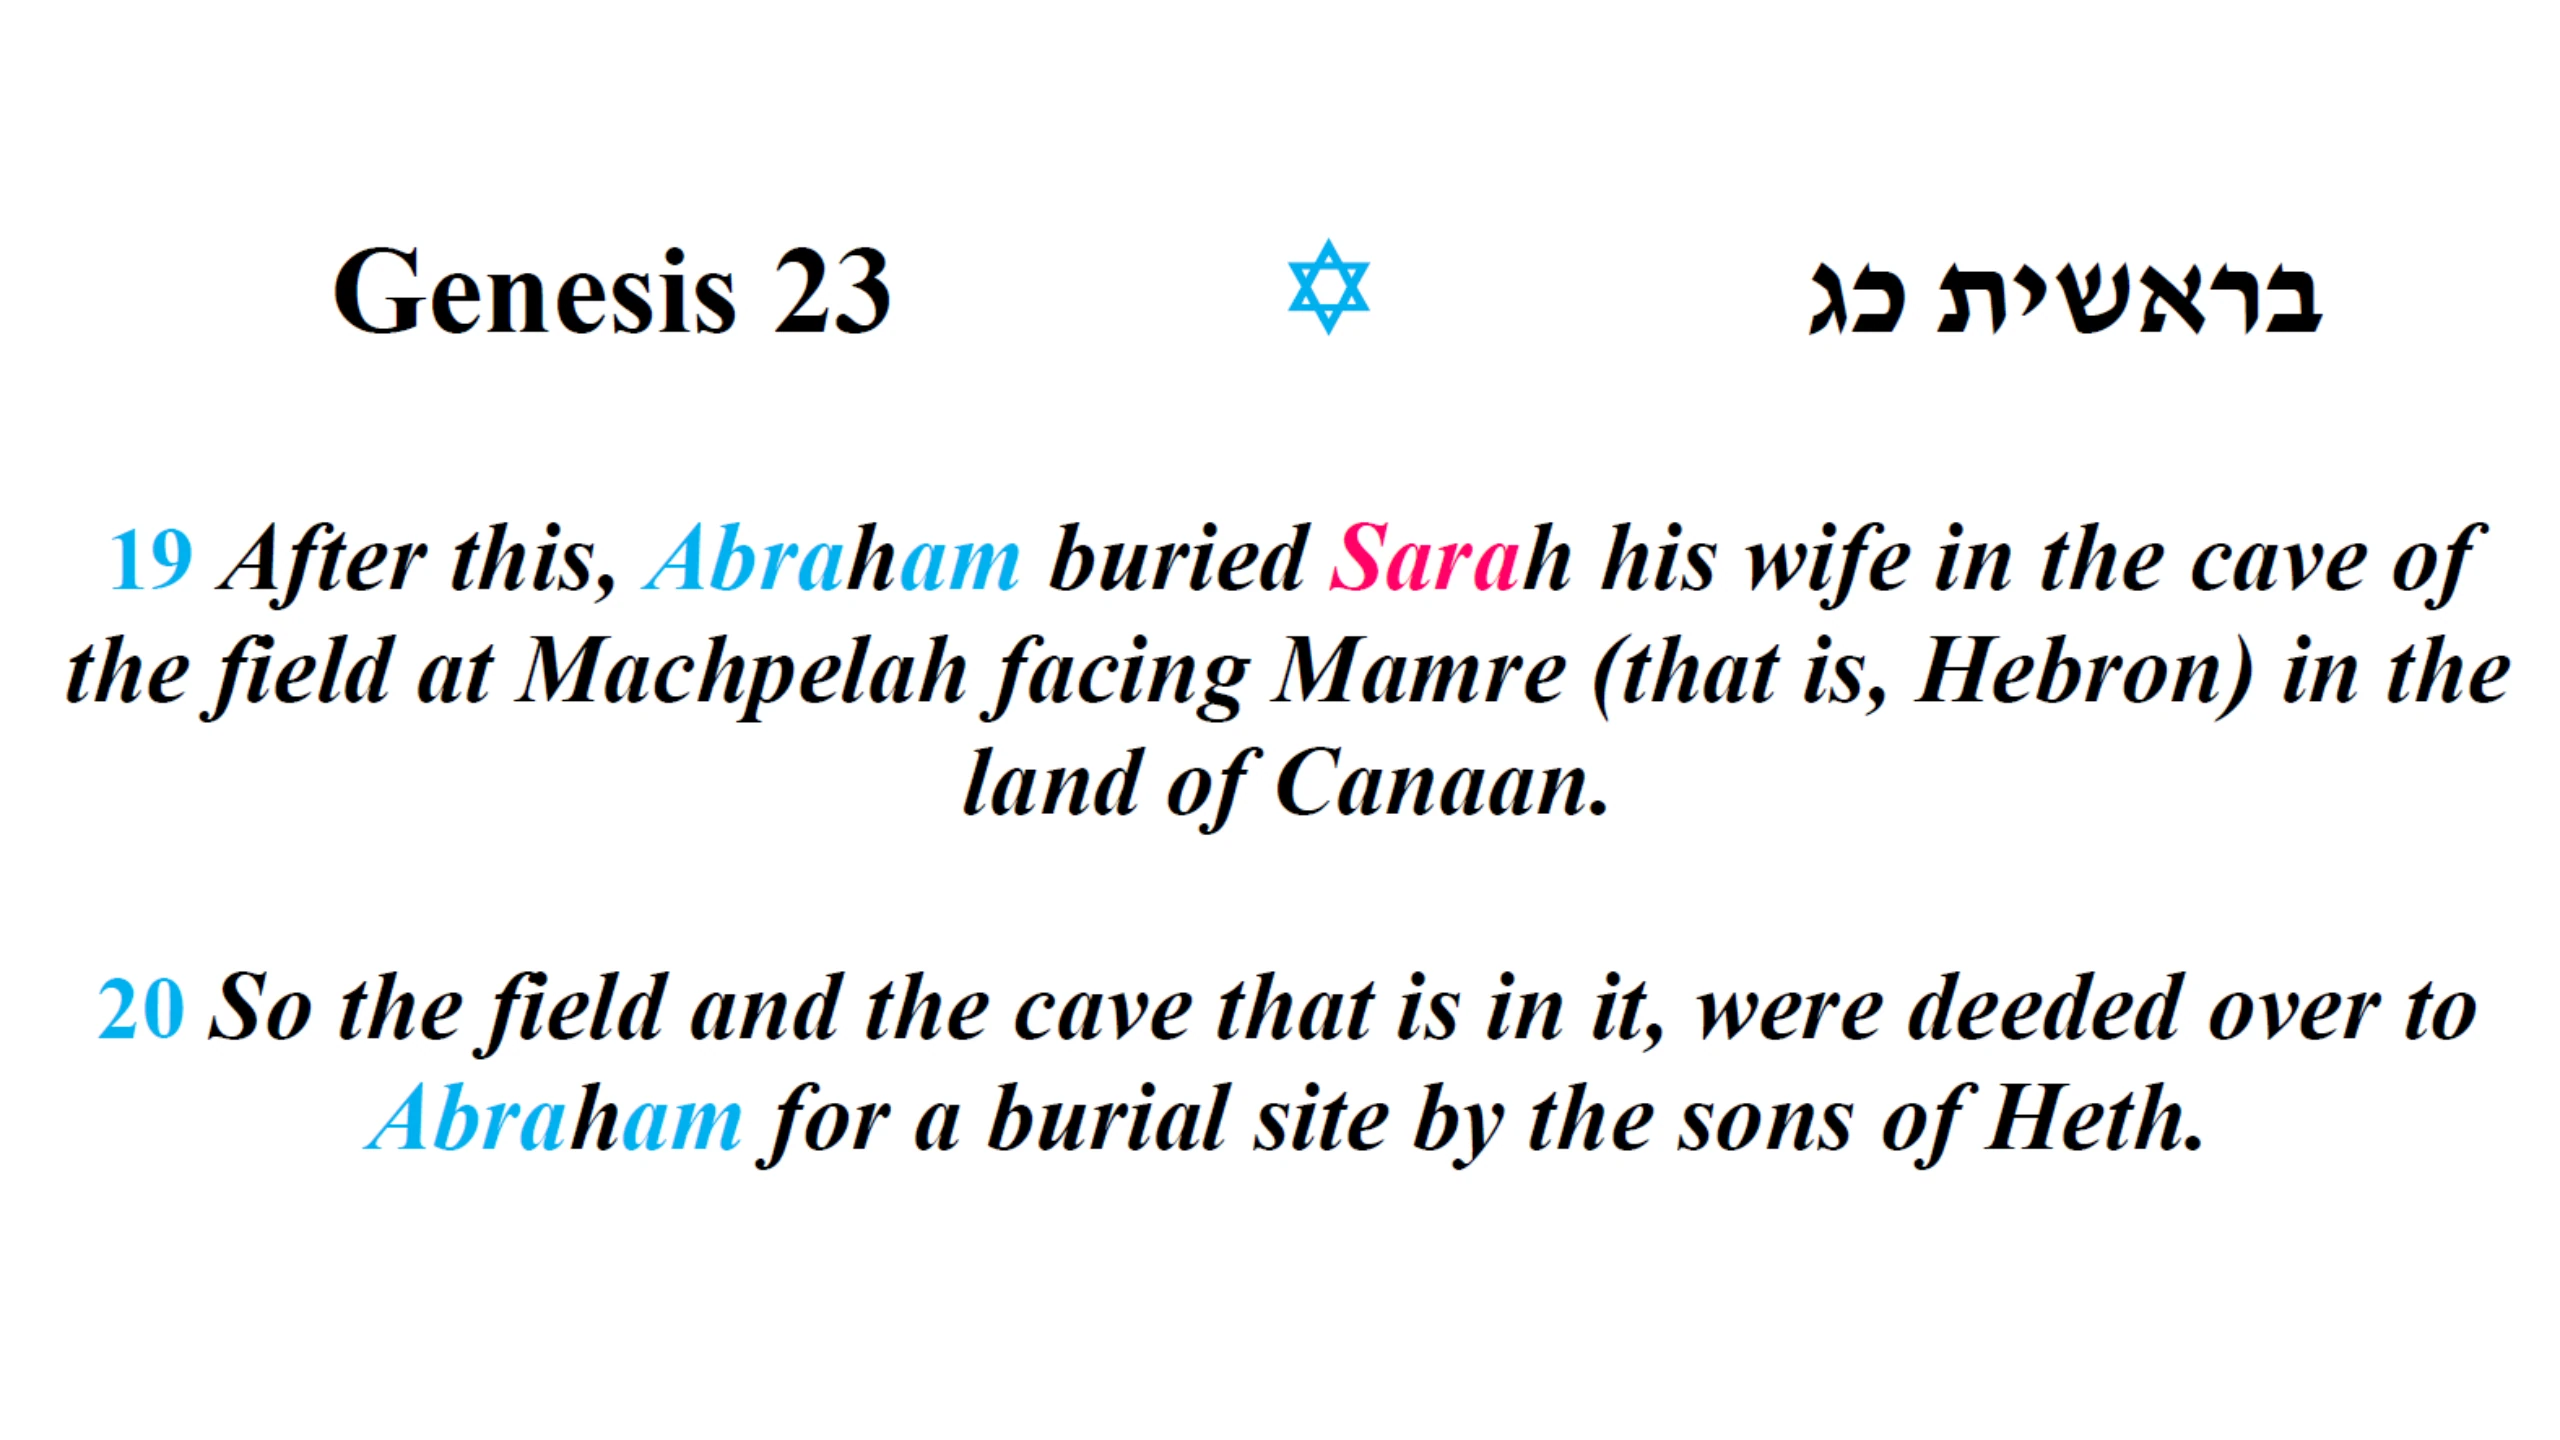 Genesis 23 ✡ בראשית כג
19 After this, Abraham buried Sarah his wife in the cave of
the field at Machpelah facing Mamre (that is, Hebron) in the
land of Canaan.
20 So the field and the cave that is in it, were deeded over to
Abraham for a burial site by the sons of Heth.